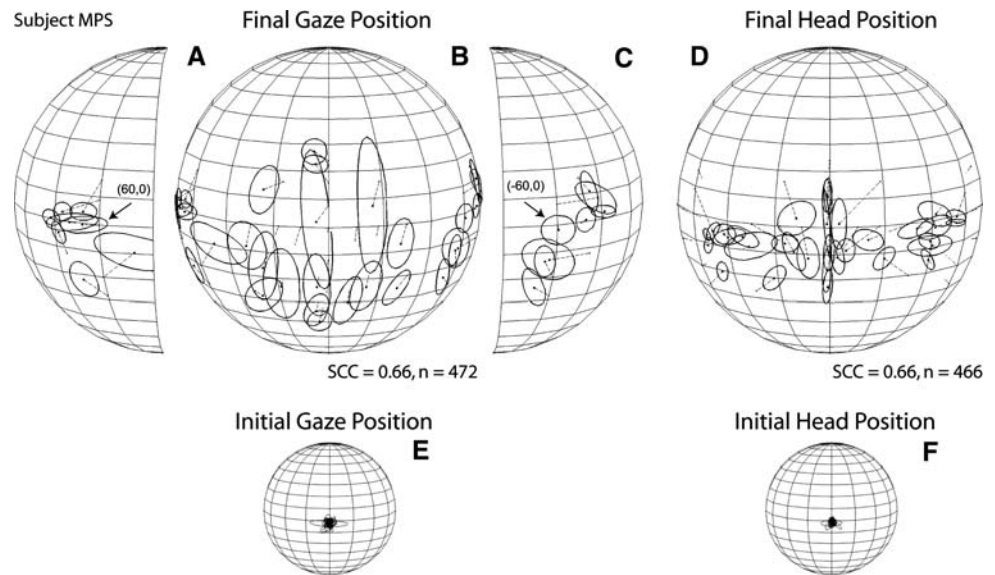 Subject MPS
Final Gaze Position
Final Head Position
A
B
C
D
(60,0)
(-60,0)
SCC = 0.66, n = 472
SCC = 0.66, n = 466
Initial Gaze Position
Initial Head Position
E
F